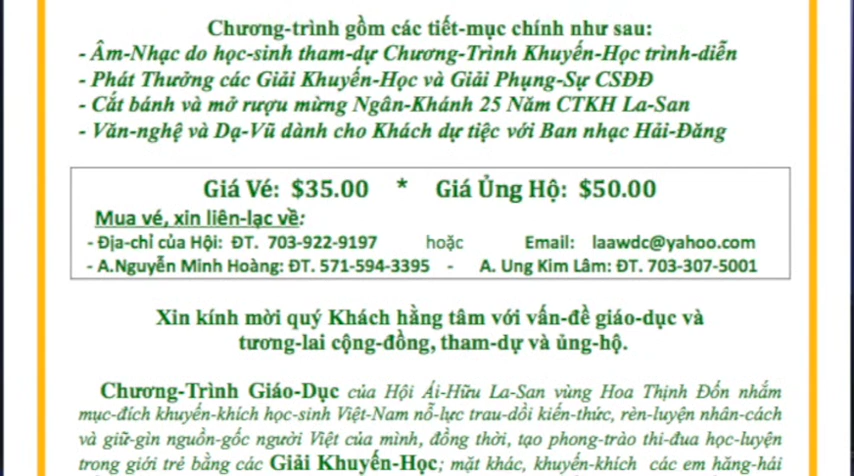 Chương-trình gồm các tiết-mục chính như sau:
- Âm-Nhạc do học-sinh tham-dự Chương-Trình Khuyến-Học trình-diễn
- Phát Thưởng các Giải Khuyến-Học và Giải Phụng-Sự CSĐĐ
- Cắt bánh và mở rượu mừng Ngân-Khánh 25 Năm CTKH La-San
- Văn-nghệ và Dạ-Vũ dành cho Khách dự tiệc với Ban nhạc Hải-Đăng
Giá Vé: $35.00 * Giá Ủng Hộ: $50.00
Mua vé, xin liên-lạc về:
- Địa-chỉ của Hội: ĐT. 703-922-9197 hoặc Email: laawdc@yahoo.com
- A.Nguyễn Minh Hoàng: ĐT. 571-594-3395 - A. Ung Kim Lâm: ĐT. 703-307-5001
Xin kính mời quý Khách hằng tâm với vấn-đề giáo-dục và
tương-lai cộng-đồng, tham-dự và ủng-hộ.
Chương-Trình Giáo-Dục của Hội Ái-Hữu La-San vùng Hoa Thịnh Đốn nhắm
mục-đích khuyến-khích học-sinh Việt-Nam nỗ-lực trau-dồi kiến-thức, rèn-luyện nhân-cách
và giữ-gìn nguồn-gốc người Việt của mình, đồng thời, tạo phong-trào thi-đua học-luyện
trong giới trẻ bằng các Giải Khuyến-Học; mặt khác, khuyến-khích các em hăng-hái